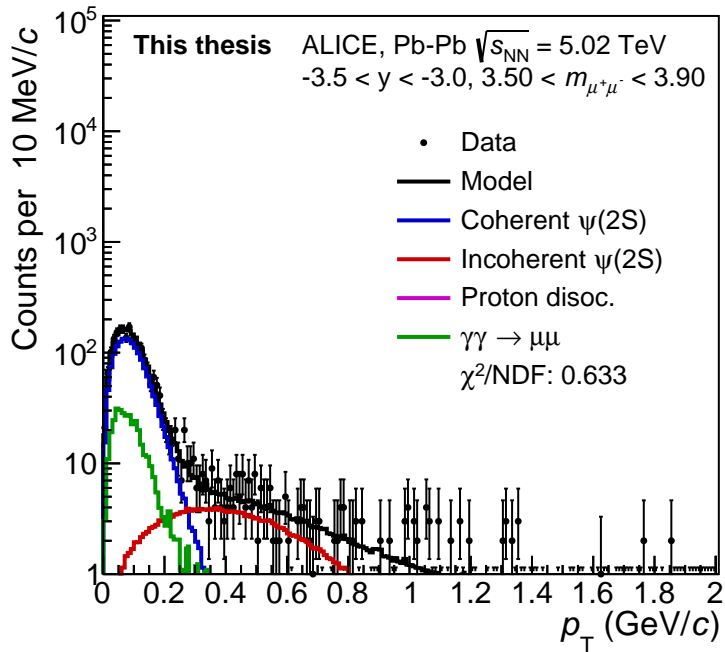 This thesis ALICE, Pb-Pb √s_NN = 5.02 TeV
-3.5 < y < -3.0, 3.50 < m_μ⁺μ⁻ < 3.90
Data
Model
Coherent ψ(2S)
Incoherent ψ(2S)
Proton disoc.
γγ → μμ
χ²/NDF: 0.633
Counts per 10 MeV/c
10⁵
10⁴
10³
10²
10
1
0 0.2 0.4 0.6 0.8 1 1.2 1.4 1.6 1.8 2
p_T (GeV/c)